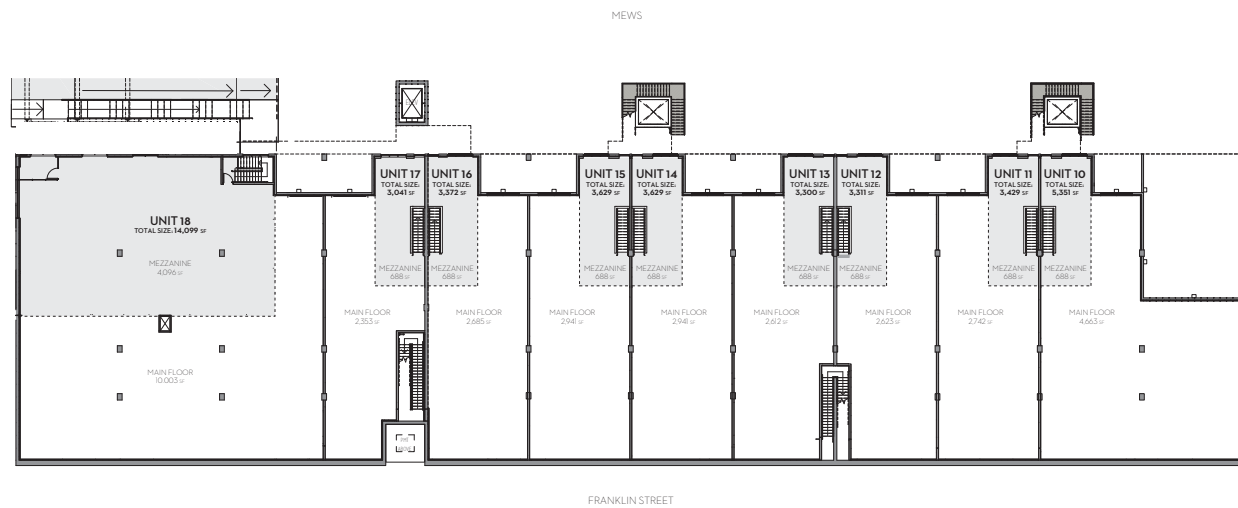 MEWS
UNIT 18
TOTAL SIZE: 14,099 SF
MEZZANINE
4,096 SF
MAIN FLOOR
10,003 SF
UNIT 17
TOTAL SIZE:
3,041 SF
MEZZANINE
688 SF
MAIN FLOOR
2,353 SF
UNIT 16
TOTAL SIZE:
3,372 SF
MEZZANINE
688 SF
MAIN FLOOR
2,685 SF
UNIT 15
TOTAL SIZE:
3,629 SF
MEZZANINE
688 SF
MAIN FLOOR
2,941 SF
UNIT 14
TOTAL SIZE:
3,629 SF
MEZZANINE
688 SF
MAIN FLOOR
2,941 SF
UNIT 13
TOTAL SIZE:
3,300 SF
MEZZANINE
688 SF
MAIN FLOOR
2,612 SF
UNIT 12
TOTAL SIZE:
3,311 SF
MEZZANINE
688 SF
MAIN FLOOR
2,623 SF
UNIT 11
TOTAL SIZE:
3,429 SF
MEZZANINE
688 SF
MAIN FLOOR
2,742 SF
UNIT 10
TOTAL SIZE:
5,351 SF
MEZZANINE
688 SF
MAIN FLOOR
4,663 SF
FRANKLIN STREET